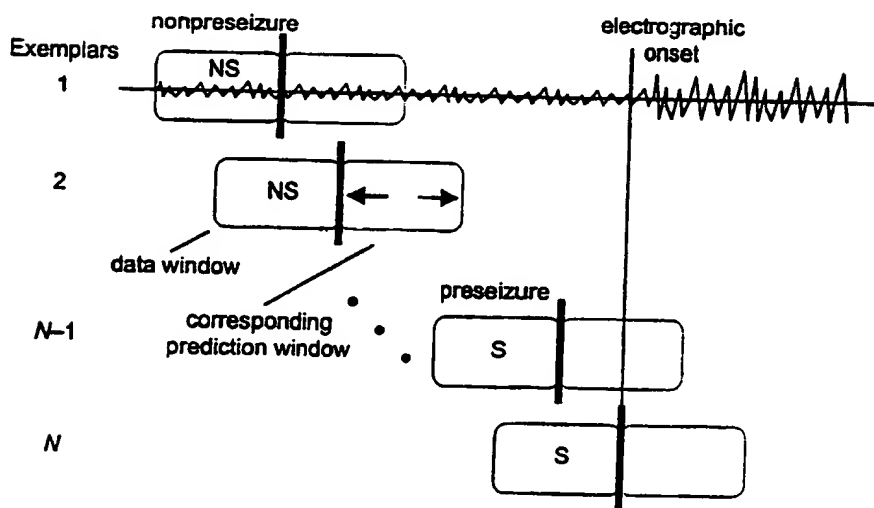 nonpreseizure
electrographic
onset
Exemplars
NS
1
2
NS
data window
corresponding
prediction window
preseizure
N–1
S
N
S